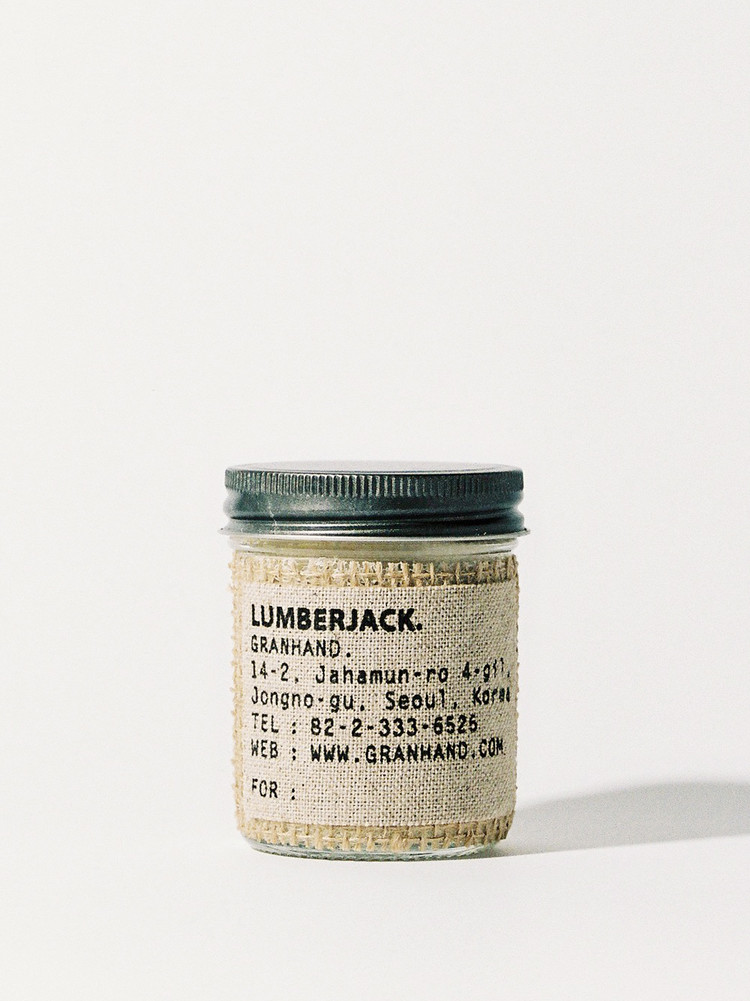 LUMBERJACK.
GRANHAND.
14-2, Jahamun-ro 4-gil,
Jongno-gu, Seoul, Korea
TEL : 82-2-333-6525
WEB : WWW.GRANHAND.COM
FOR :